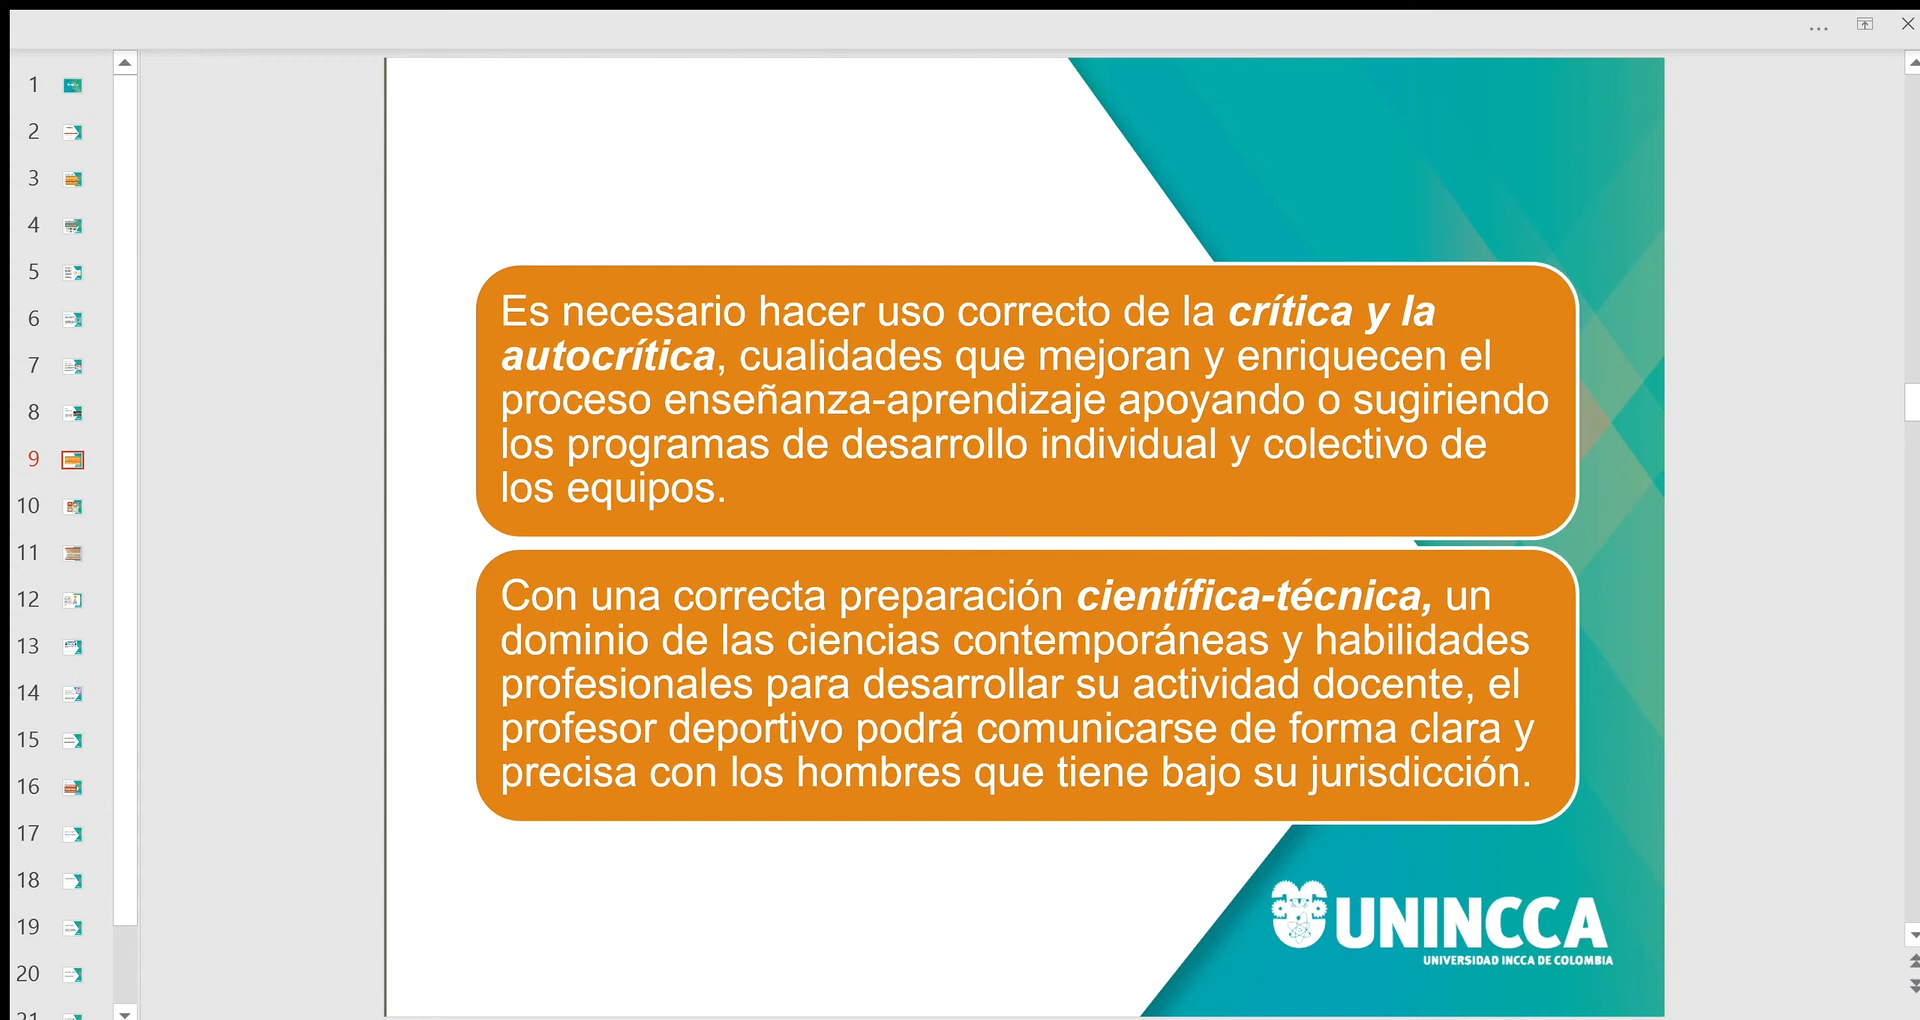 1
2
3
4
5
6
7
8
9
10
11
12
13
14
15
16
17
18
19
20
21
Es necesario hacer uso correcto de la crítica y la
autocrítica, cualidades que mejoran y enriquecen el
proceso enseñanza-aprendizaje apoyando o sugiriendo
los programas de desarrollo individual y colectivo de
los equipos.
Con una correcta preparación científica-técnica, un
dominio de las ciencias contemporáneas y habilidades
profesionales para desarrollar su actividad docente, el
profesor deportivo podrá comunicarse de forma clara y
precisa con los hombres que tiene bajo su jurisdicción.
UNINCCA
UNIVERSIDAD INCCA DE COLOMBIA